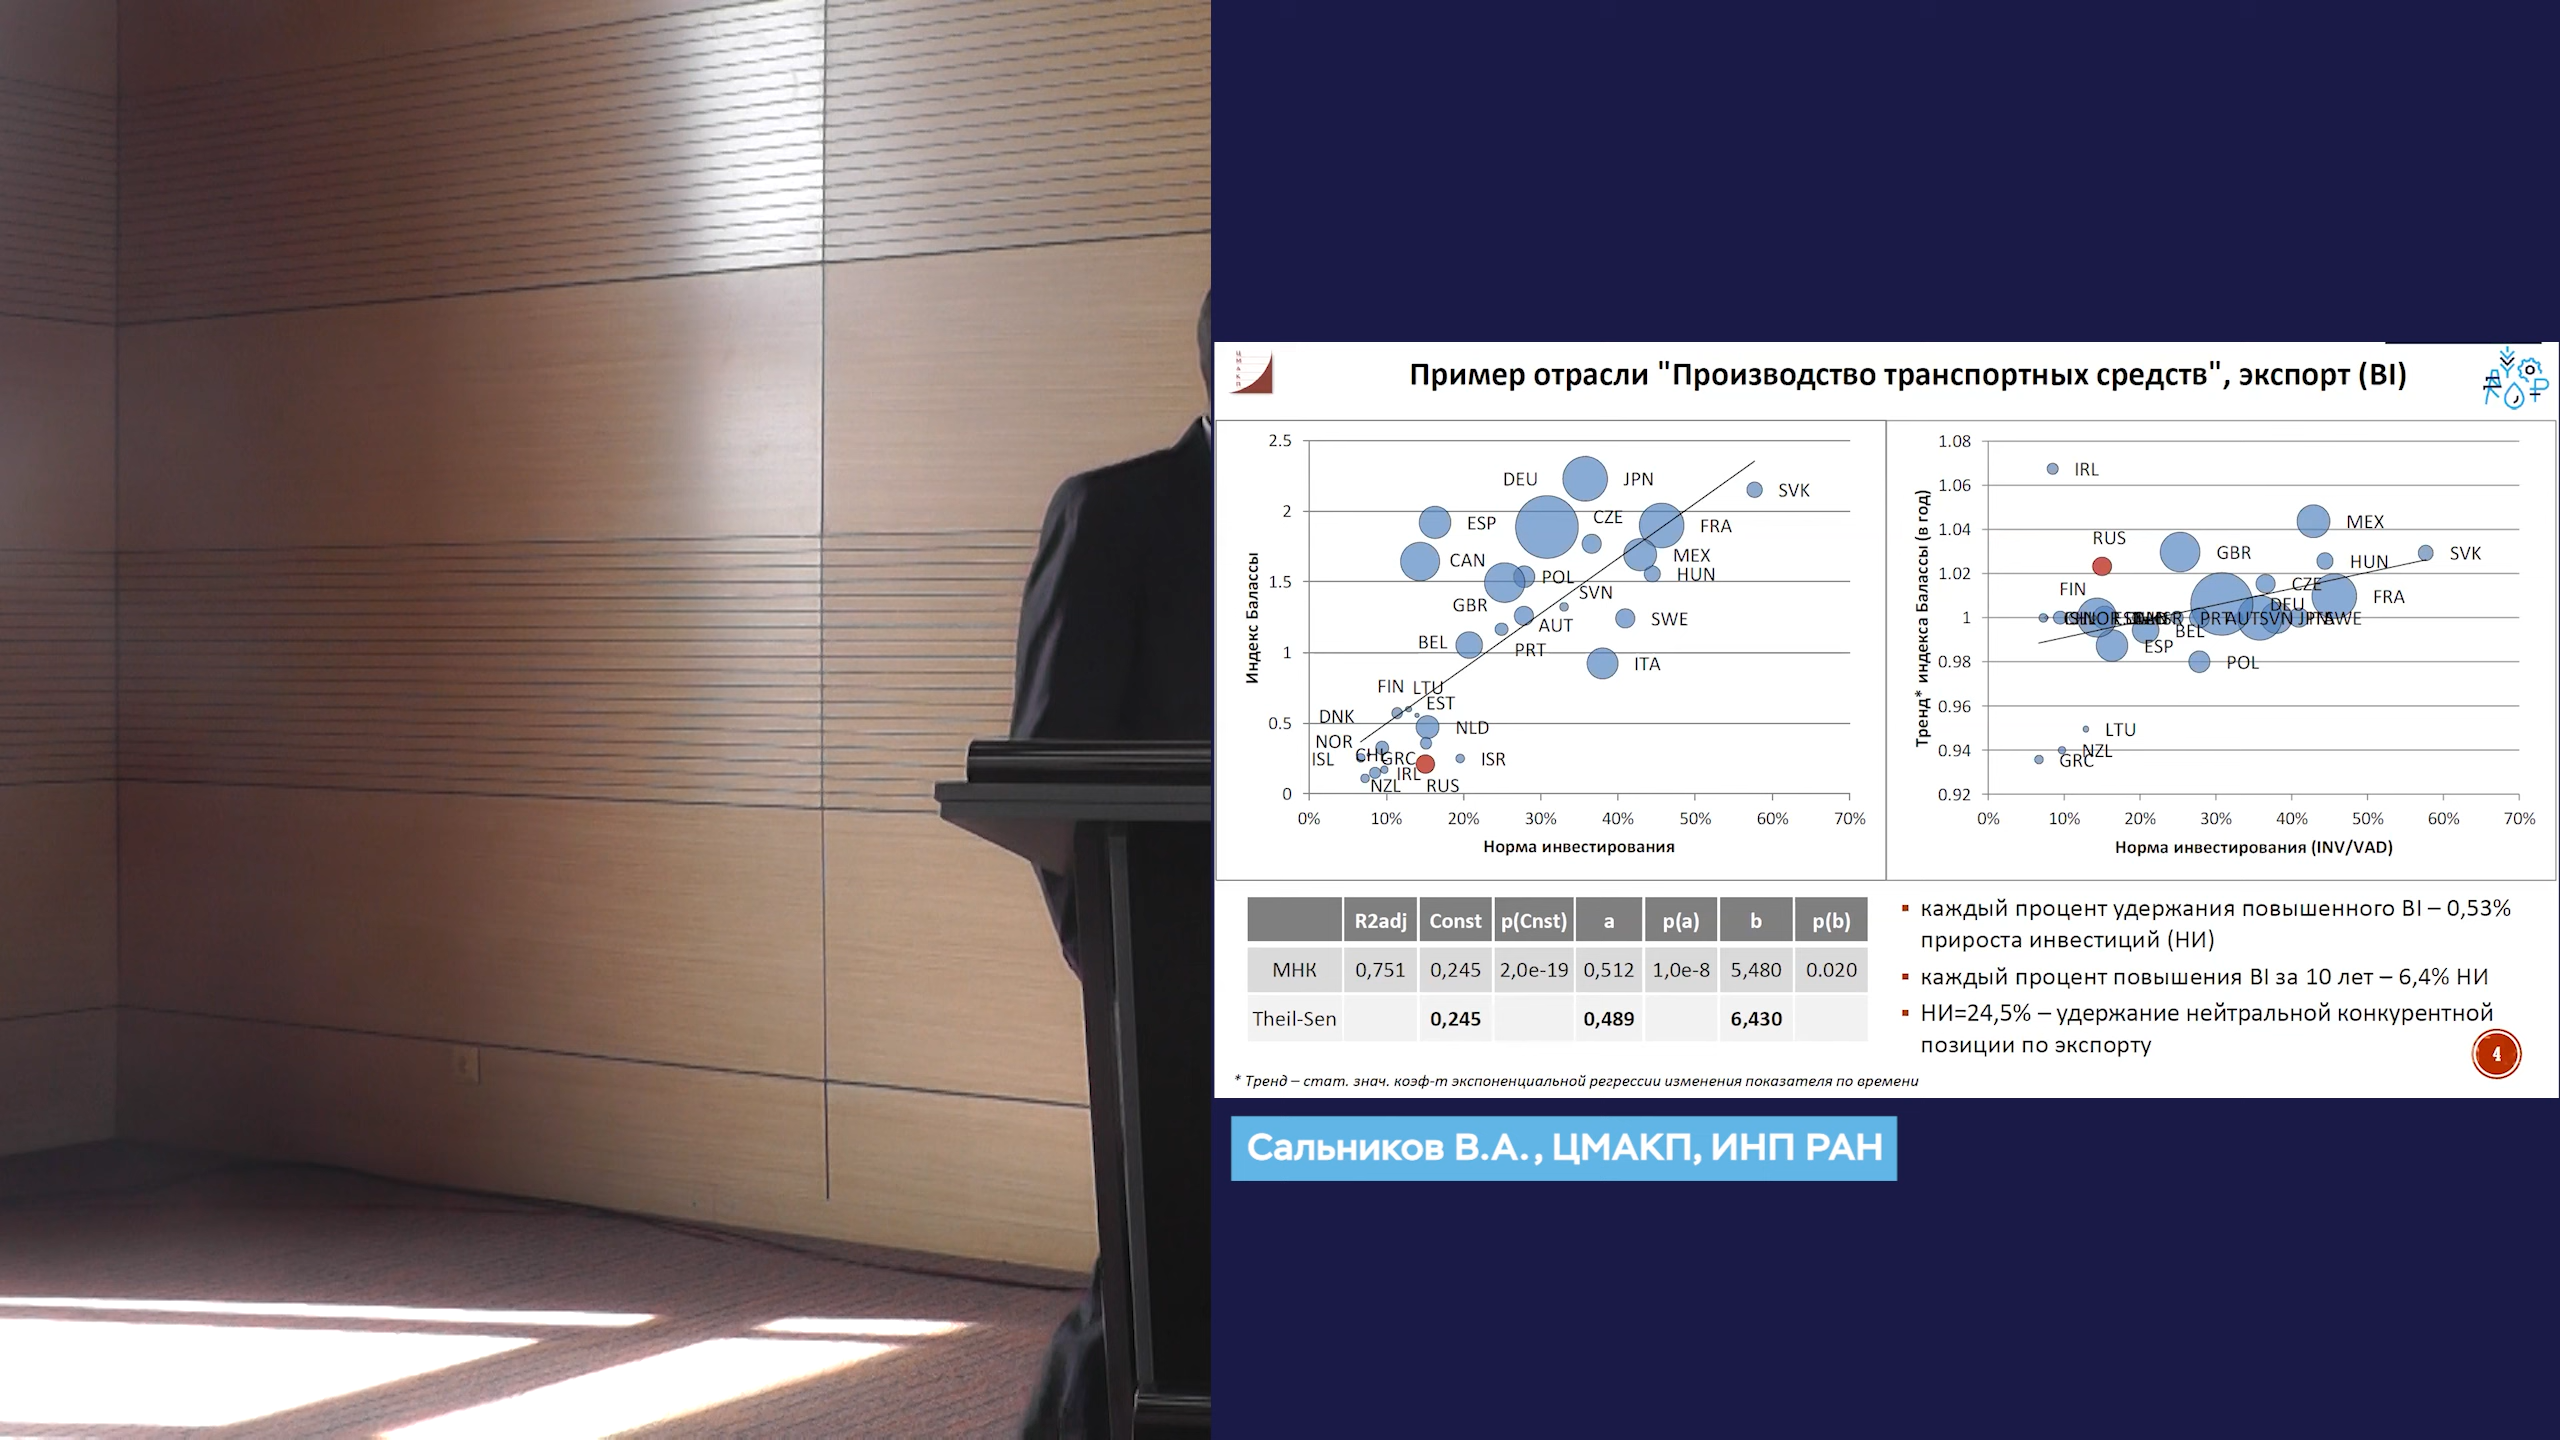 ЦМАКП
Пример отрасли "Производство транспортных средств", экспорт (BI)
2.5
2
1.5
1
0.5
0
Индекс Балассы
DEU
JPN
SVK
ESP
CZE
FRA
CAN
MEX
POL
HUN
SVN
GBR
SWE
AUT
BEL
PRT
ITA
FIN
LTU
EST
DNK
NLD
NOR
CHL
ISL
GRC
ISR
IRL
NZL
RUS
0%
10%
20%
30%
40%
50%
60%
70%
Норма инвестирования
1.08
1.06
1.04
1.02
1
0.98
0.96
0.94
0.92
Тренд* индекса Балассы (в год)
IRL
MEX
RUS
GBR
SVK
HUN
CZE
FIN
DEU
FRA
PRT
AUT
SVN
JPN
SWE
BEL
ESP
POL
LTU
NZL
GRC
0%
10%
20%
30%
40%
50%
60%
70%
Норма инвестирования (INV/VAD)
R2adj Const p(Cnst) a p(a) b p(b)
МНК 0,751 0,245 2,0e-19 0,512 1,0e-8 5,480 0.020
Theil-Sen 0,245 0,489 6,430
▪ каждый процент удержания повышенного BI – 0,53%
прироста инвестиций (НИ)
▪ каждый процент повышения BI за 10 лет – 6,4% НИ
▪ НИ=24,5% – удержание нейтральной конкурентной
позиции по экспорту
4
* Тренд – стат. знач. коэф-т экспоненциальной регрессии изменения показателя по времени
Сальников В.А., ЦМАКП, ИНП РАН